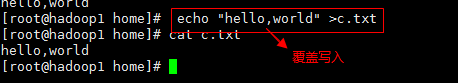 hello,world
[root@hadoop1 home]# echo "hello,world" >c.txt
[root@hadoop1 home]# cat c.txt
hello,world
[root@hadoop1 home]#
覆盖写入